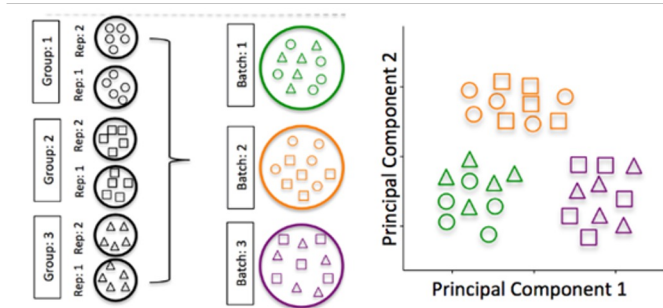 Group: 1
Rep: 2
Rep: 1
Group: 2
Rep: 2
Rep: 1
Group: 3
Rep: 2
Rep: 1
Batch: 1
Batch: 2
Batch: 3
Principal Component 2
Principal Component 1